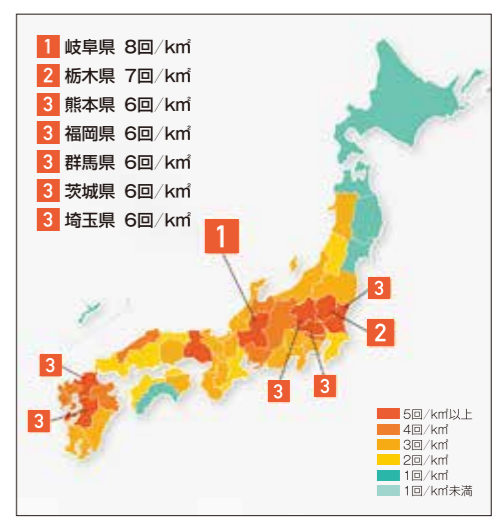 1 岐阜県 8回/k㎡
2 栃木県 7回/k㎡
3 熊本県 6回/k㎡
3 福岡県 6回/k㎡
3 群馬県 6回/k㎡
3 茨城県 6回/k㎡
3 埼玉県 6回/k㎡
1
3
2
3
3
3
3
5回/k㎡以上
4回/k㎡
3回/k㎡
2回/k㎡
1回/k㎡
1回/k㎡未満